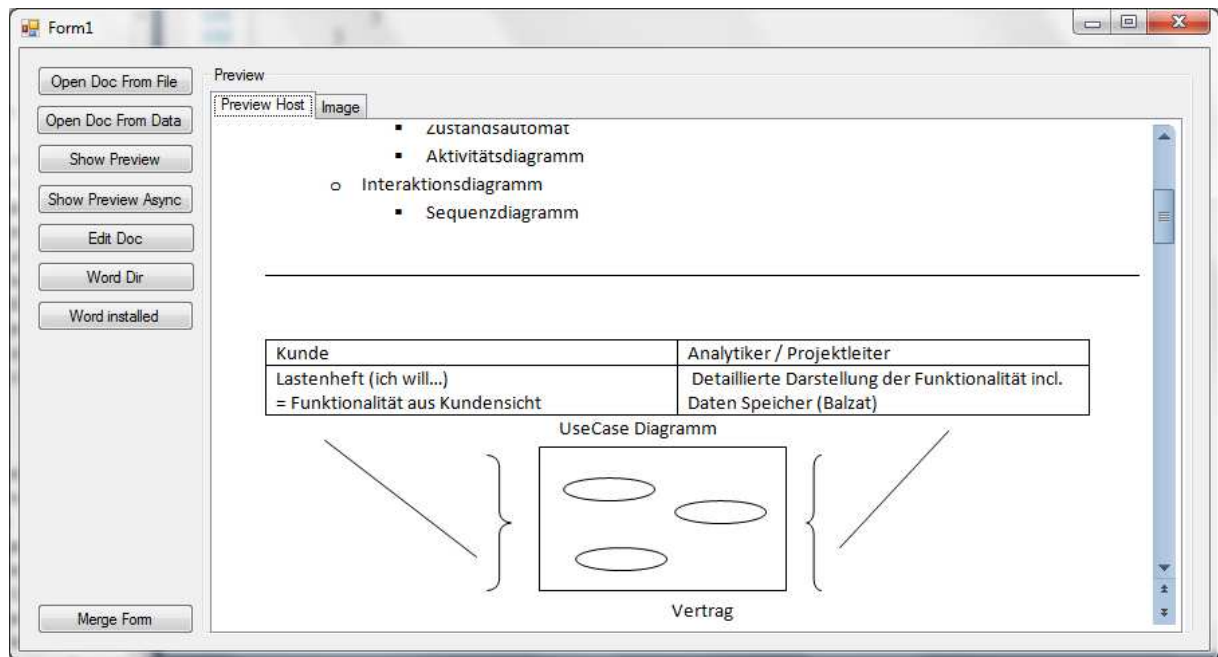 Form1
Open Doc From File
Open Doc From Data
Show Preview
Show Preview Async
Edit Doc
Word Dir
Word installed
Merge Form
Preview
Preview Host
Image
Zustandsautomat
Aktivitätsdiagramm
o Interaktionsdiagramm
Sequenzdiagramm
Kunde
Analytiker / Projektleiter
Lastenheft (ich will...)
= Funktionalität aus Kundensicht
Detaillierte Darstellung der Funktionalität incl.
Daten Speicher (Balzat)
UseCase Diagramm
Vertrag